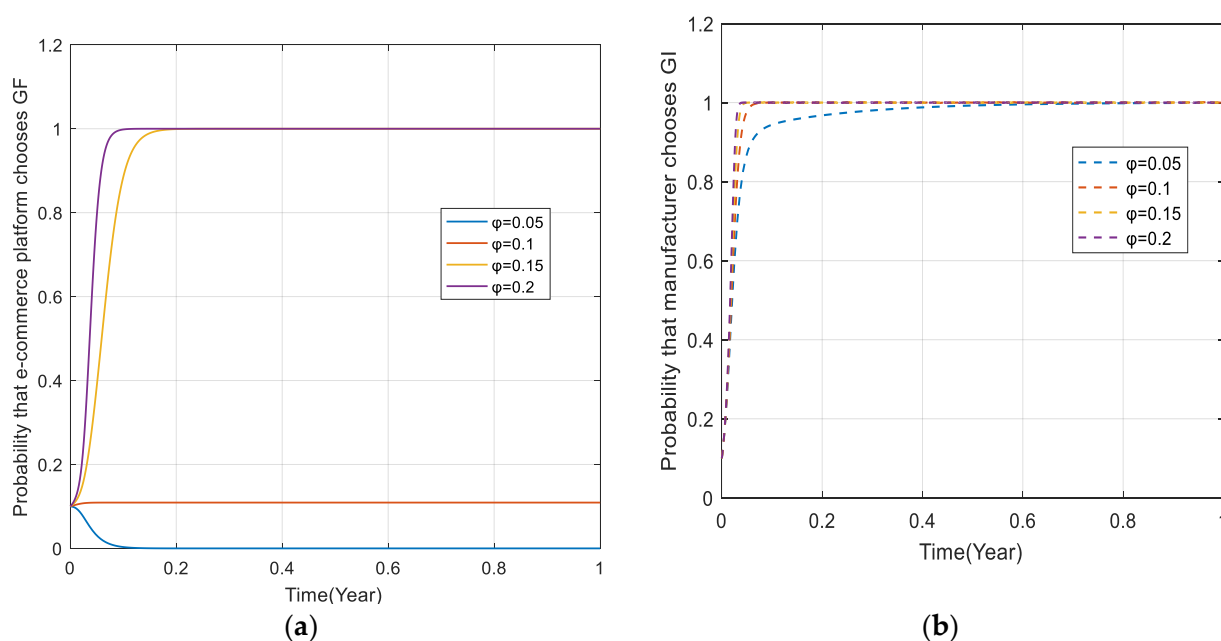 Probability that e-commerce platform chooses GF
1.2
1
0.8
0.6
0.4
0.2
0
0 0.2 0.4 0.6 0.8 1
Time(Year)
φ=0.05
φ=0.1
φ=0.15
φ=0.2
(a)
Probability that manufacturer chooses GI
1.2
1
0.8
0.6
0.4
0.2
0
0 0.2 0.4 0.6 0.8 1
Time(Year)
φ=0.05
φ=0.1
φ=0.15
φ=0.2
(b)